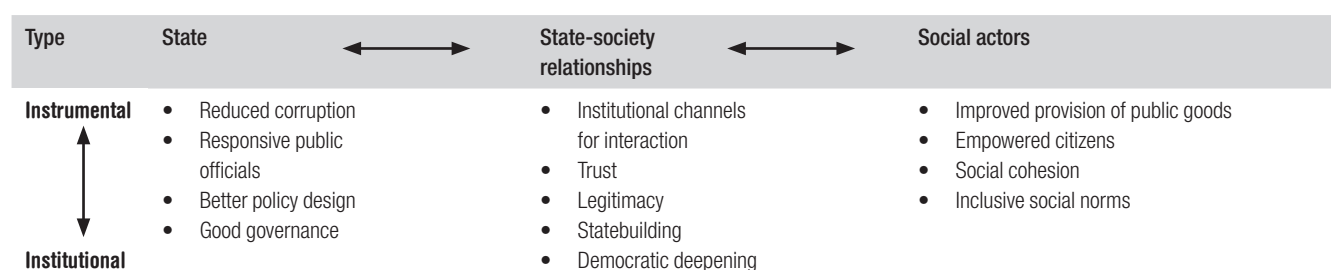 Type State State-society relationships Social actors
Instrumental
Institutional
• Reduced corruption
• Responsive public
officials
• Better policy design
• Good governance
• Institutional channels
for interaction
• Trust
• Legitimacy
• Statebuilding
• Democratic deepening
• Improved provision of public goods
• Empowered citizens
• Social cohesion
• Inclusive social norms